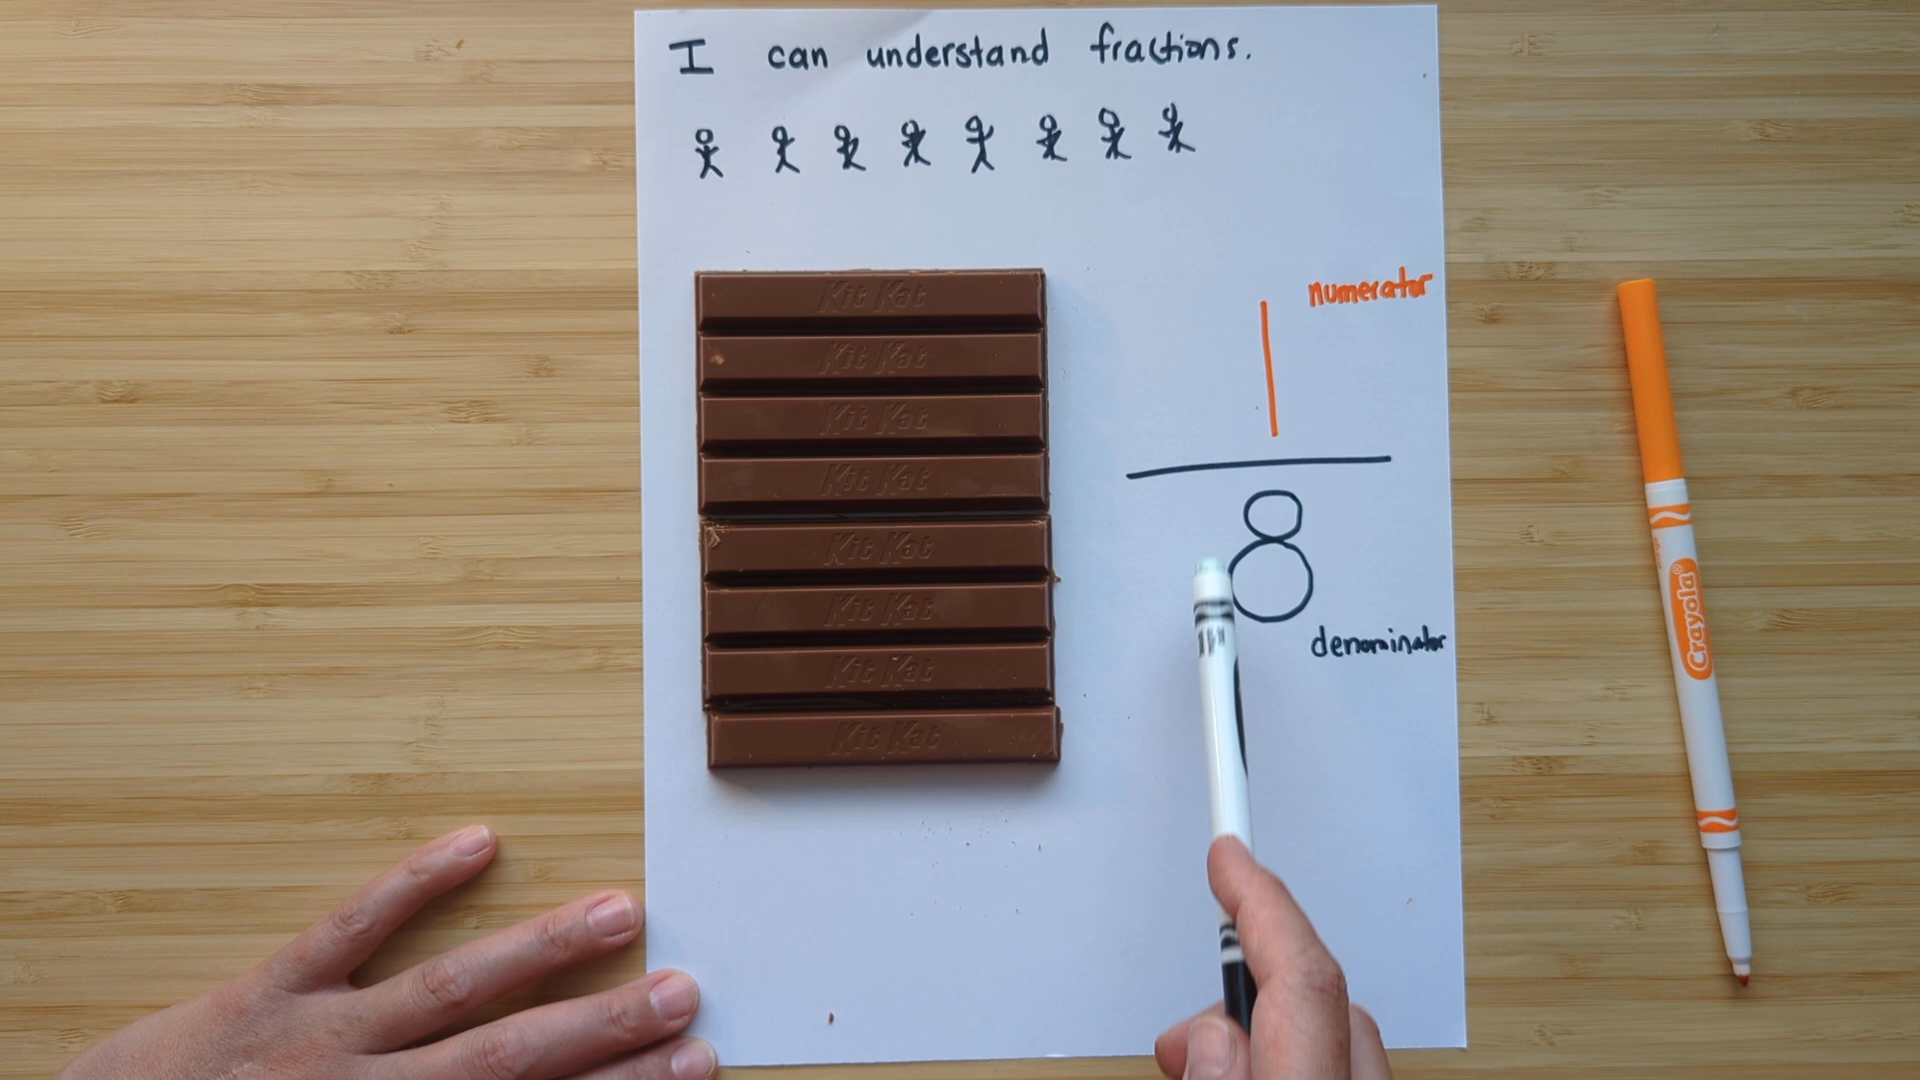 I can understand fractions.
Kit Kat
Kit Kat
Kit Kat
Kit Kat
Kit Kat
Kit Kat
Kit Kat
Kit Kat
numerator
1
8
denominator
Crayola